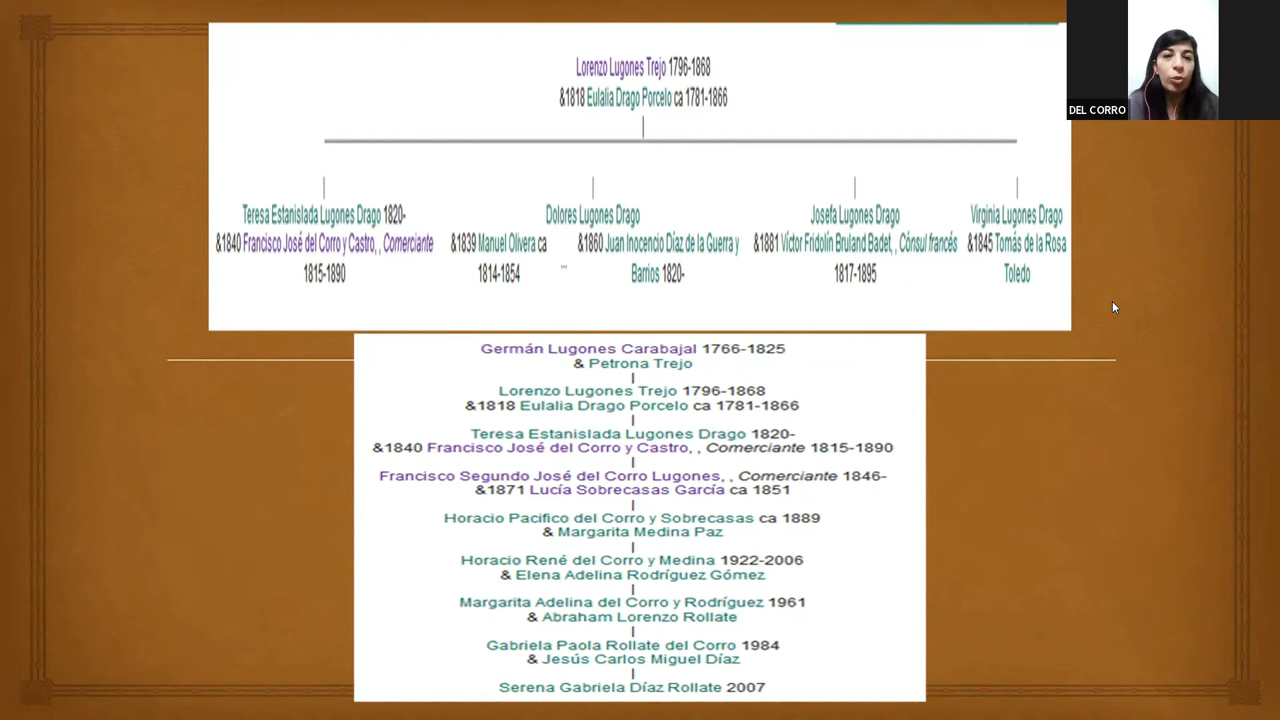 DEL CORRO
Lorenzo Lugones Trejo 1796-1868
&1818 Eulalia Drago Porcelo ca 1781-1866
Teresa Estanislada Lugones Drago 1820-
&1840 Francisco José del Corro y Castro, , Comerciante
1815-1890
Dolores Lugones Drago
&1839 Manuel Olivera ca
1814-1854
&1860 Juan Inocencio Díaz de la Guerra y
Barrios 1820-
Josefa Lugones Drago
&1881 Víctor Fridolín Bruland Badet, , Cónsul francés
1817-1895
Virginia Lugones Drago
&1845 Tomás de la Rosa
Toledo
Germán Lugones Carabajal 1766-1825
& Petrona Trejo
Lorenzo Lugones Trejo 1796-1868
&1818 Eulalia Drago Porcelo ca 1781-1866
Teresa Estanislada Lugones Drago 1820-
&1840 Francisco José del Corro y Castro, , Comerciante 1815-1890
Francisco Segundo José del Corro Lugones, , Comerciante 1846-
&1871 Lucía Sobrecasas García ca 1851
Horacio Pacifico del Corro y Sobrecasas ca 1889
& Margarita Medina Paz
Horacio René del Corro y Medina 1922-2006
& Elena Adelina Rodríguez Gómez
Margarita Adelina del Corro y Rodríguez 1961
& Abraham Lorenzo Rollate
Gabriela Paola Rollate del Corro 1984
& Jesús Carlos Miguel Díaz
Serena Gabriela Díaz Rollate 2007